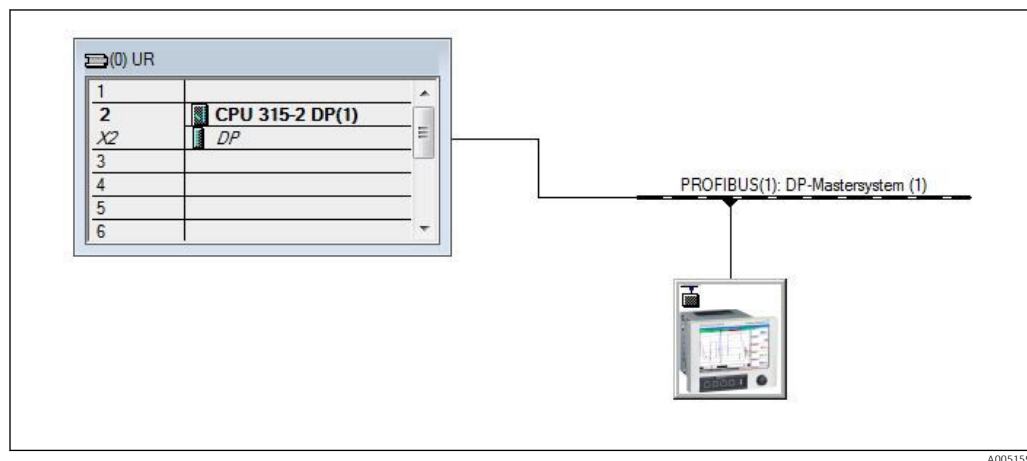 (0) UR
1
2 CPU 315-2 DP(1)
X2 DP
3
4
5
6
PROFIBUS(1): DP-Mastersystem (1)